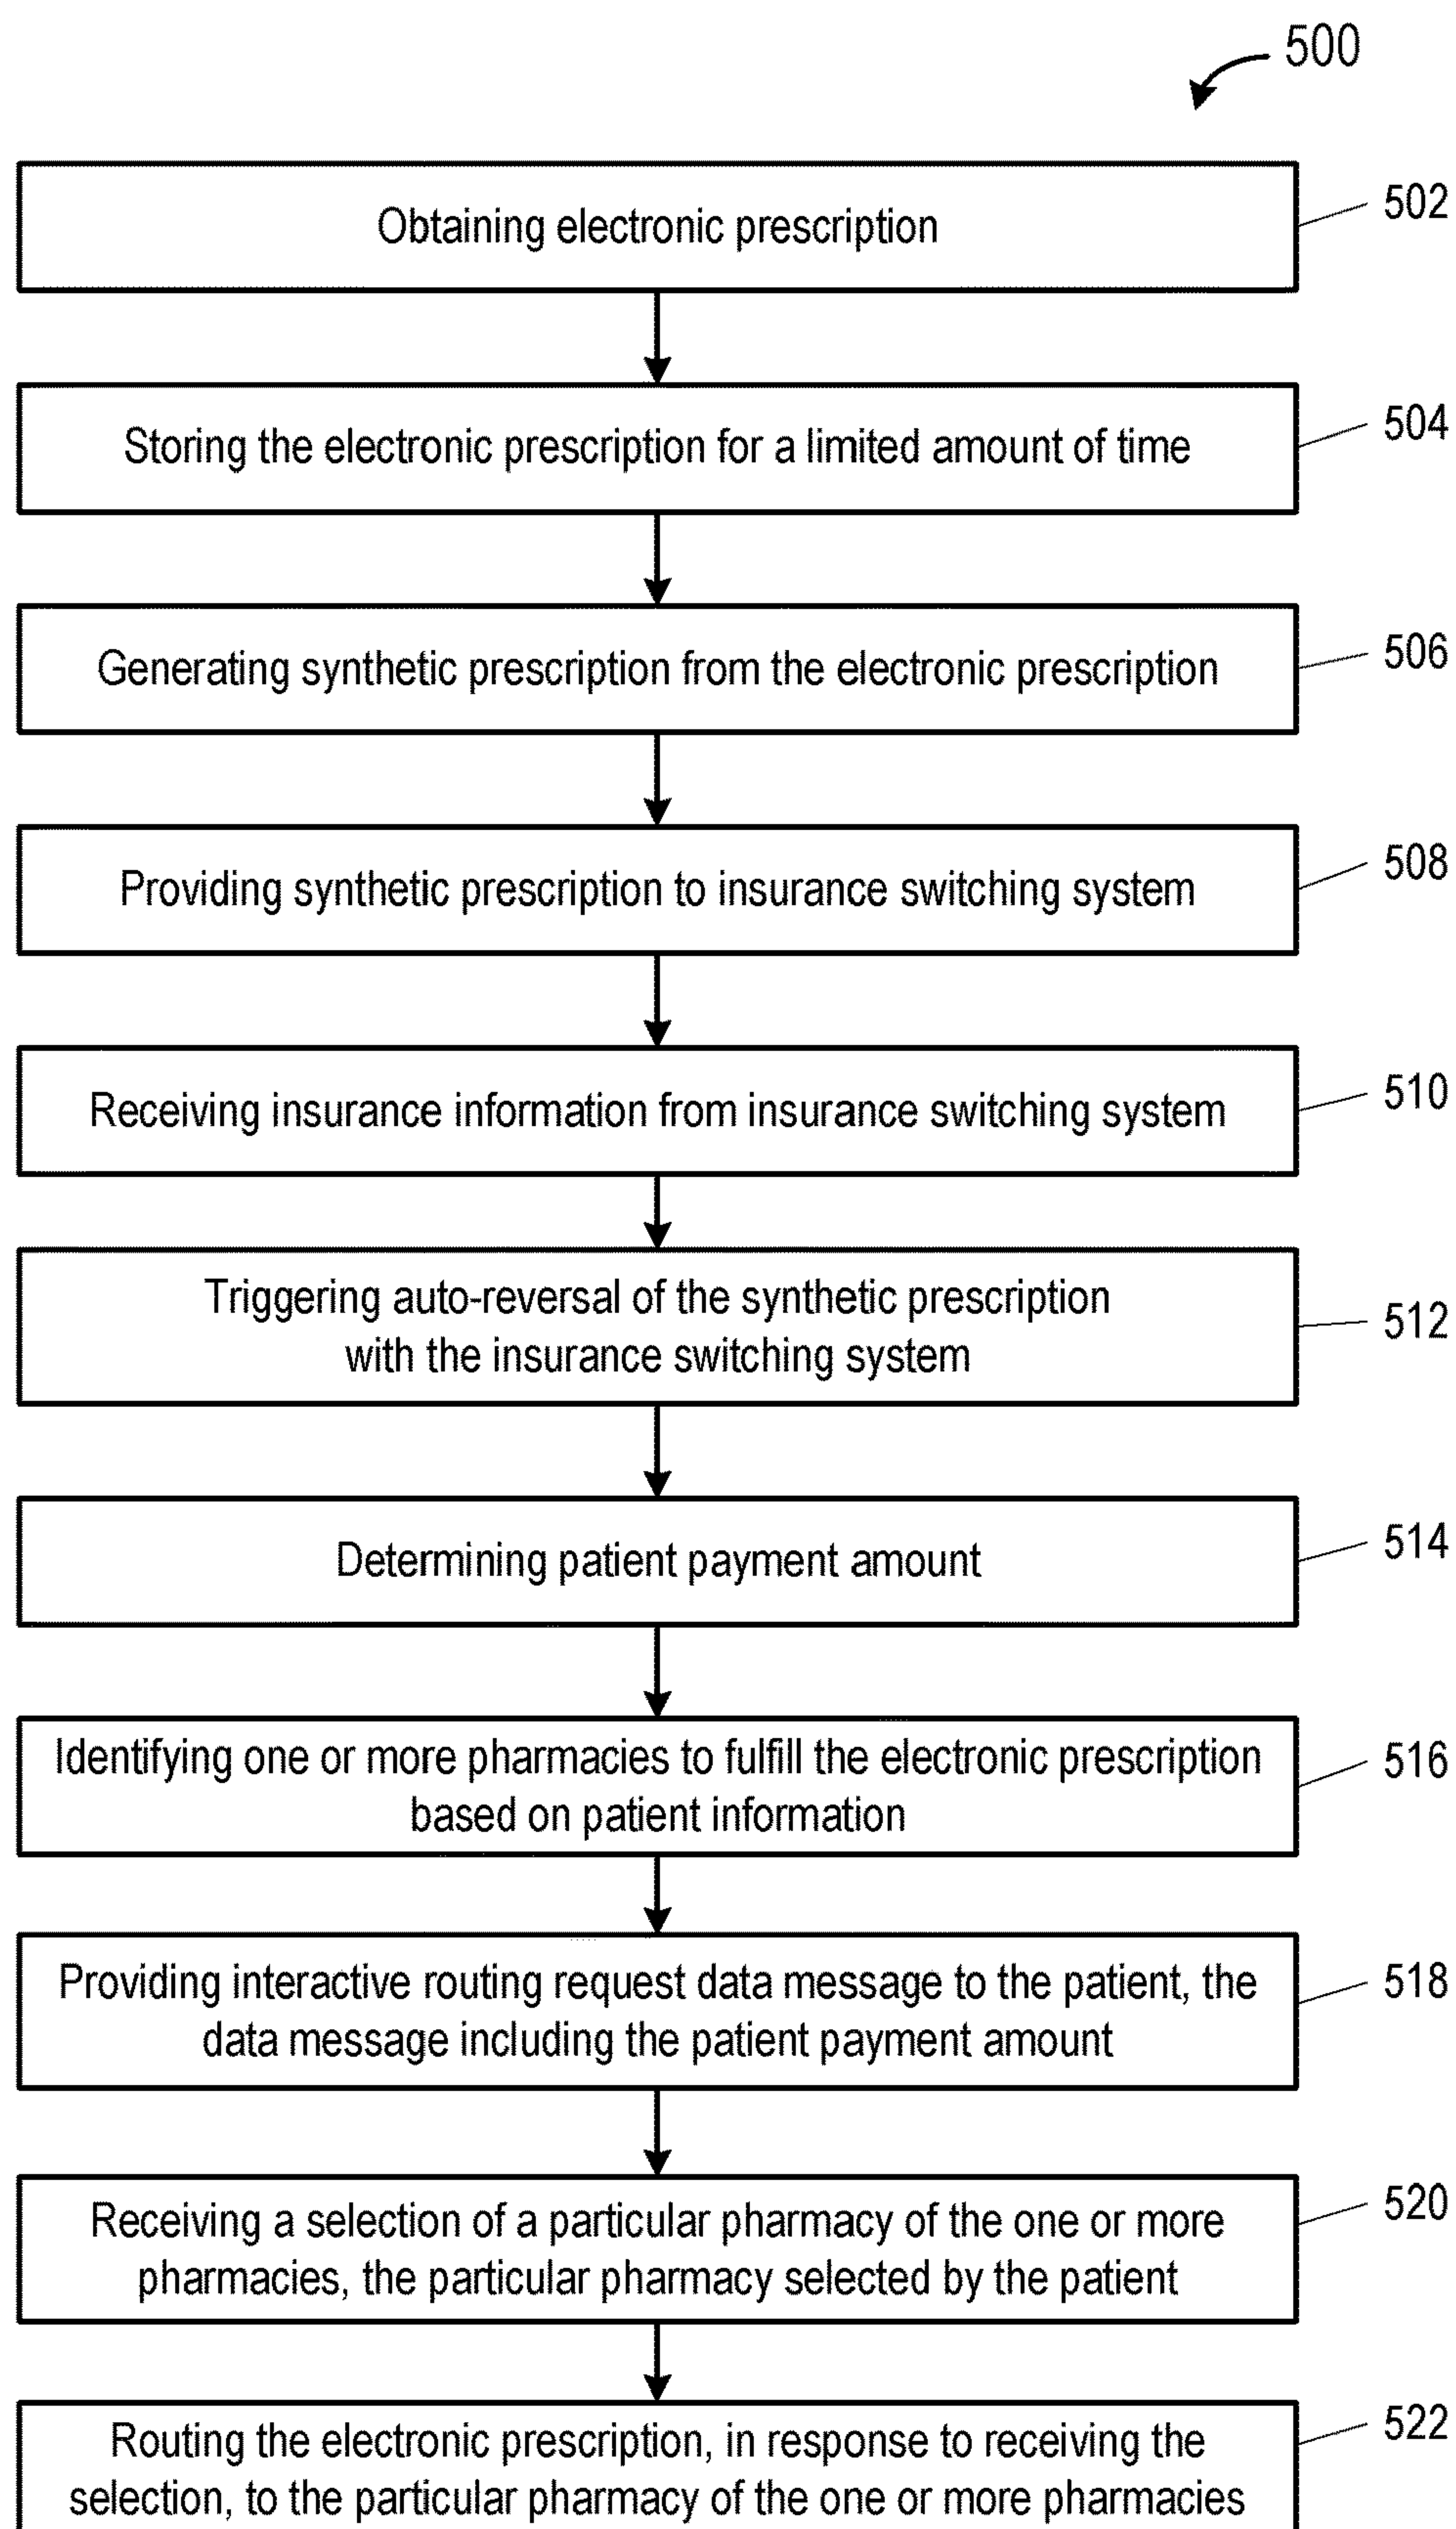 500
Obtaining electronic prescription
502
Storing the electronic prescription for a limited amount of time
504
Generating synthetic prescription from the electronic prescription
506
Providing synthetic prescription to insurance switching system
508
Receiving insurance information from insurance switching system
510
Triggering auto-reversal of the synthetic prescription
with the insurance switching system
512
Determining patient payment amount
514
Identifying one or more pharmacies to fulfill the electronic prescription
based on patient information
516
Providing interactive routing request data message to the patient, the
data message including the patient payment amount
518
Receiving a selection of a particular pharmacy of the one or more
pharmacies, the particular pharmacy selected by the patient
520
Routing the electronic prescription, in response to receiving the
selection, to the particular pharmacy of the one or more pharmacies
522